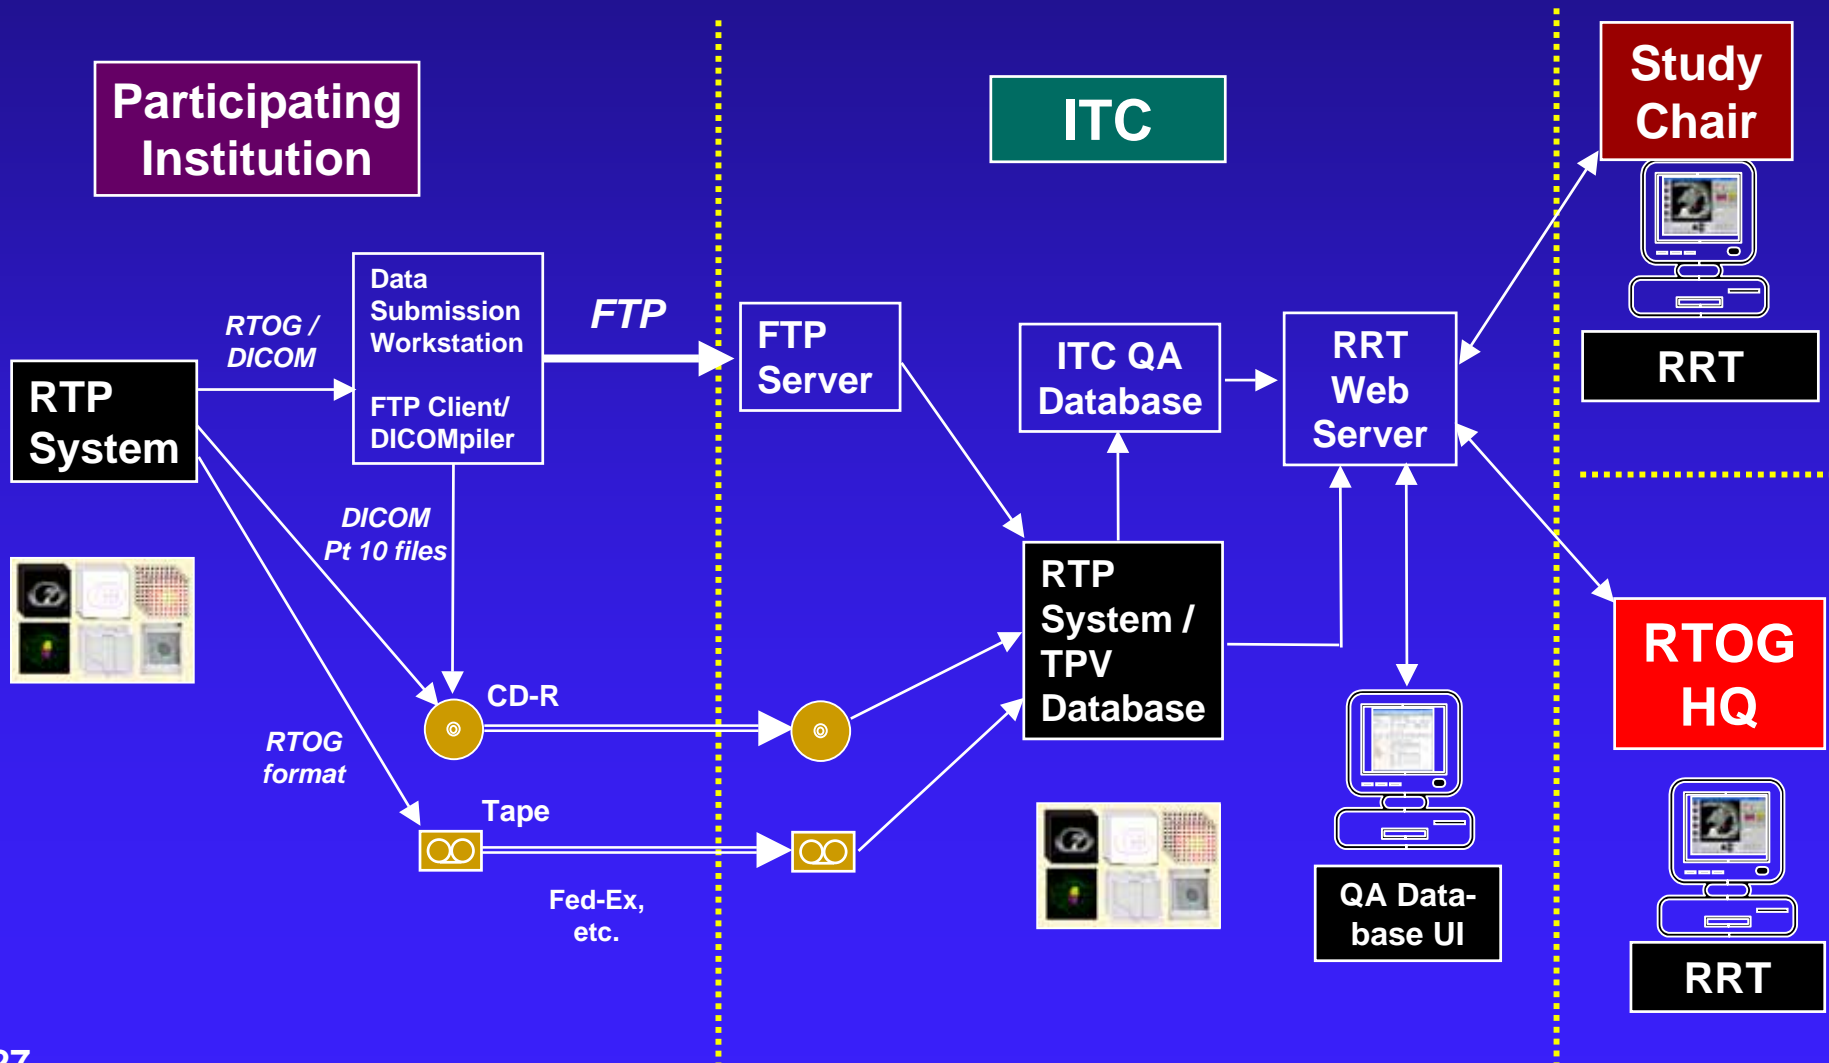 Participating
Institution
ITC
Study
Chair
RTOG /
DICOM
Data
Submission
Workstation
FTP Client/
DICOMpiler
FTP
FTP
Server
ITC QA
Database
RRT
Web
Server
RRT
RTP
System
DICOM
Pt 10 files
RTP
System /
TPV
Database
RTOG
HQ
CD-R
RTOG
format
Tape
Fed-Ex,
etc.
QA Data-
base UI
RRT
27